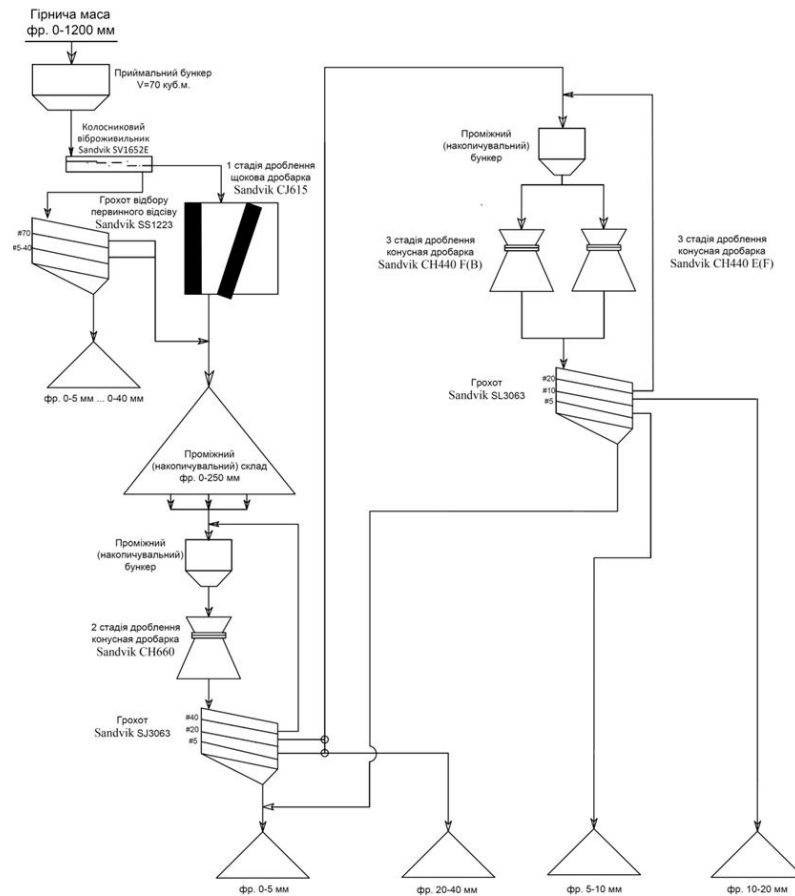 Гірнича маса
фр. 0-1200 мм
Приймальний бункер
V=70 куб.м.
Колосниковий
віброживильник
Sandvik SV1652E
1 стадія дроблення
щокова дробарка
Sandvik CJ615
Грохот відбору
первинного відсіву
Sandvik SS1223
#70
#5-40
фр. 0-5 мм ... 0-40 мм
Проміжний
(накопичувальний) склад
фр. 0-250 мм
Проміжний
(накопичувальний)
бункер
2 стадія дроблення
конусная дробарка
Sandvik CH660
Грохот
Sandvik SJ3063
#40
#20
#5
Проміжний
(накопичувальний)
бункер
3 стадія дроблення
конусная дробарка
Sandvik CH440 F(B)
3 стадія дроблення
конусная дробарка
Sandvik CH440 E(F)
Грохот
Sandvik SL3063
#20
#10
#5
фр. 0-5 мм
фр. 20-40 мм
фр. 5-10 мм
фр. 10-20 мм